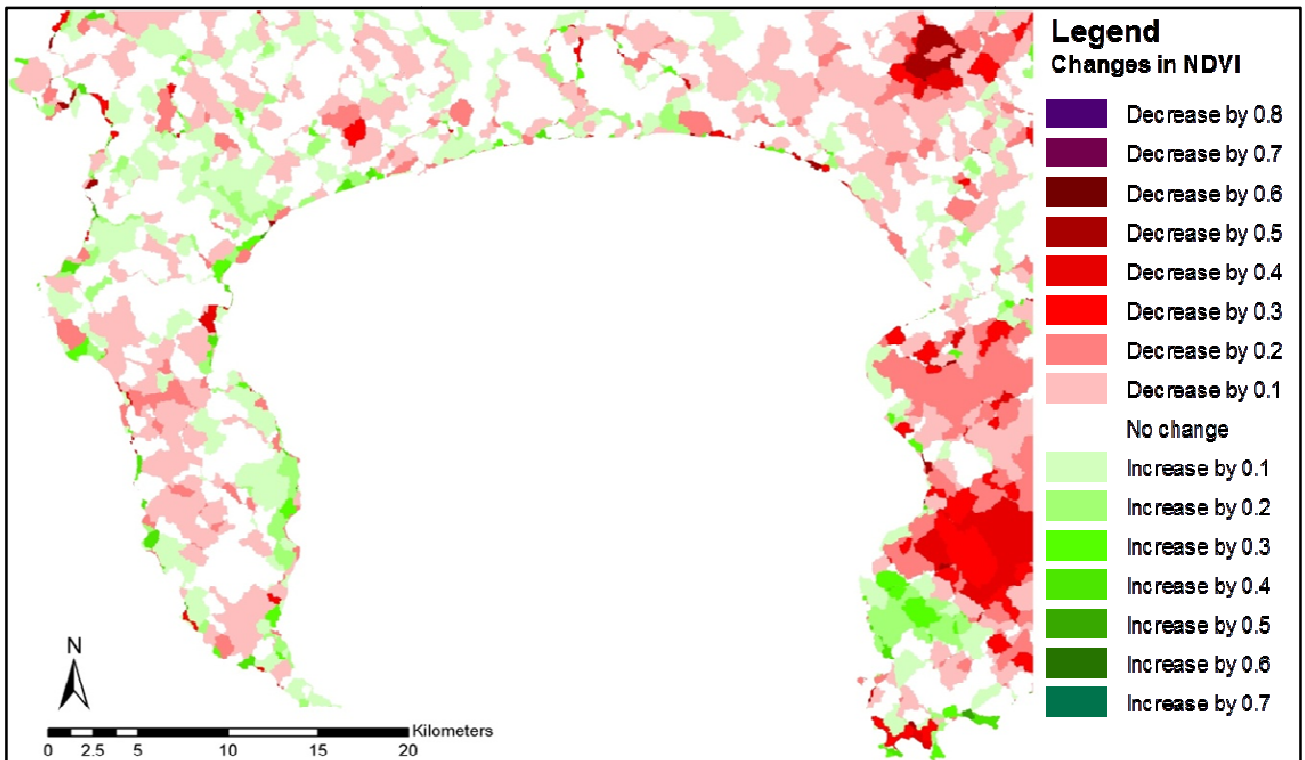 Legend
Changes in NDVI
Decrease by 0.8
Decrease by 0.7
Decrease by 0.6
Decrease by 0.5
Decrease by 0.4
Decrease by 0.3
Decrease by 0.2
Decrease by 0.1
No change
Increase by 0.1
Increase by 0.2
Increase by 0.3
Increase by 0.4
Increase by 0.5
Increase by 0.6
Increase by 0.7
N
Kilometers
0 2.5 5 10 15 20